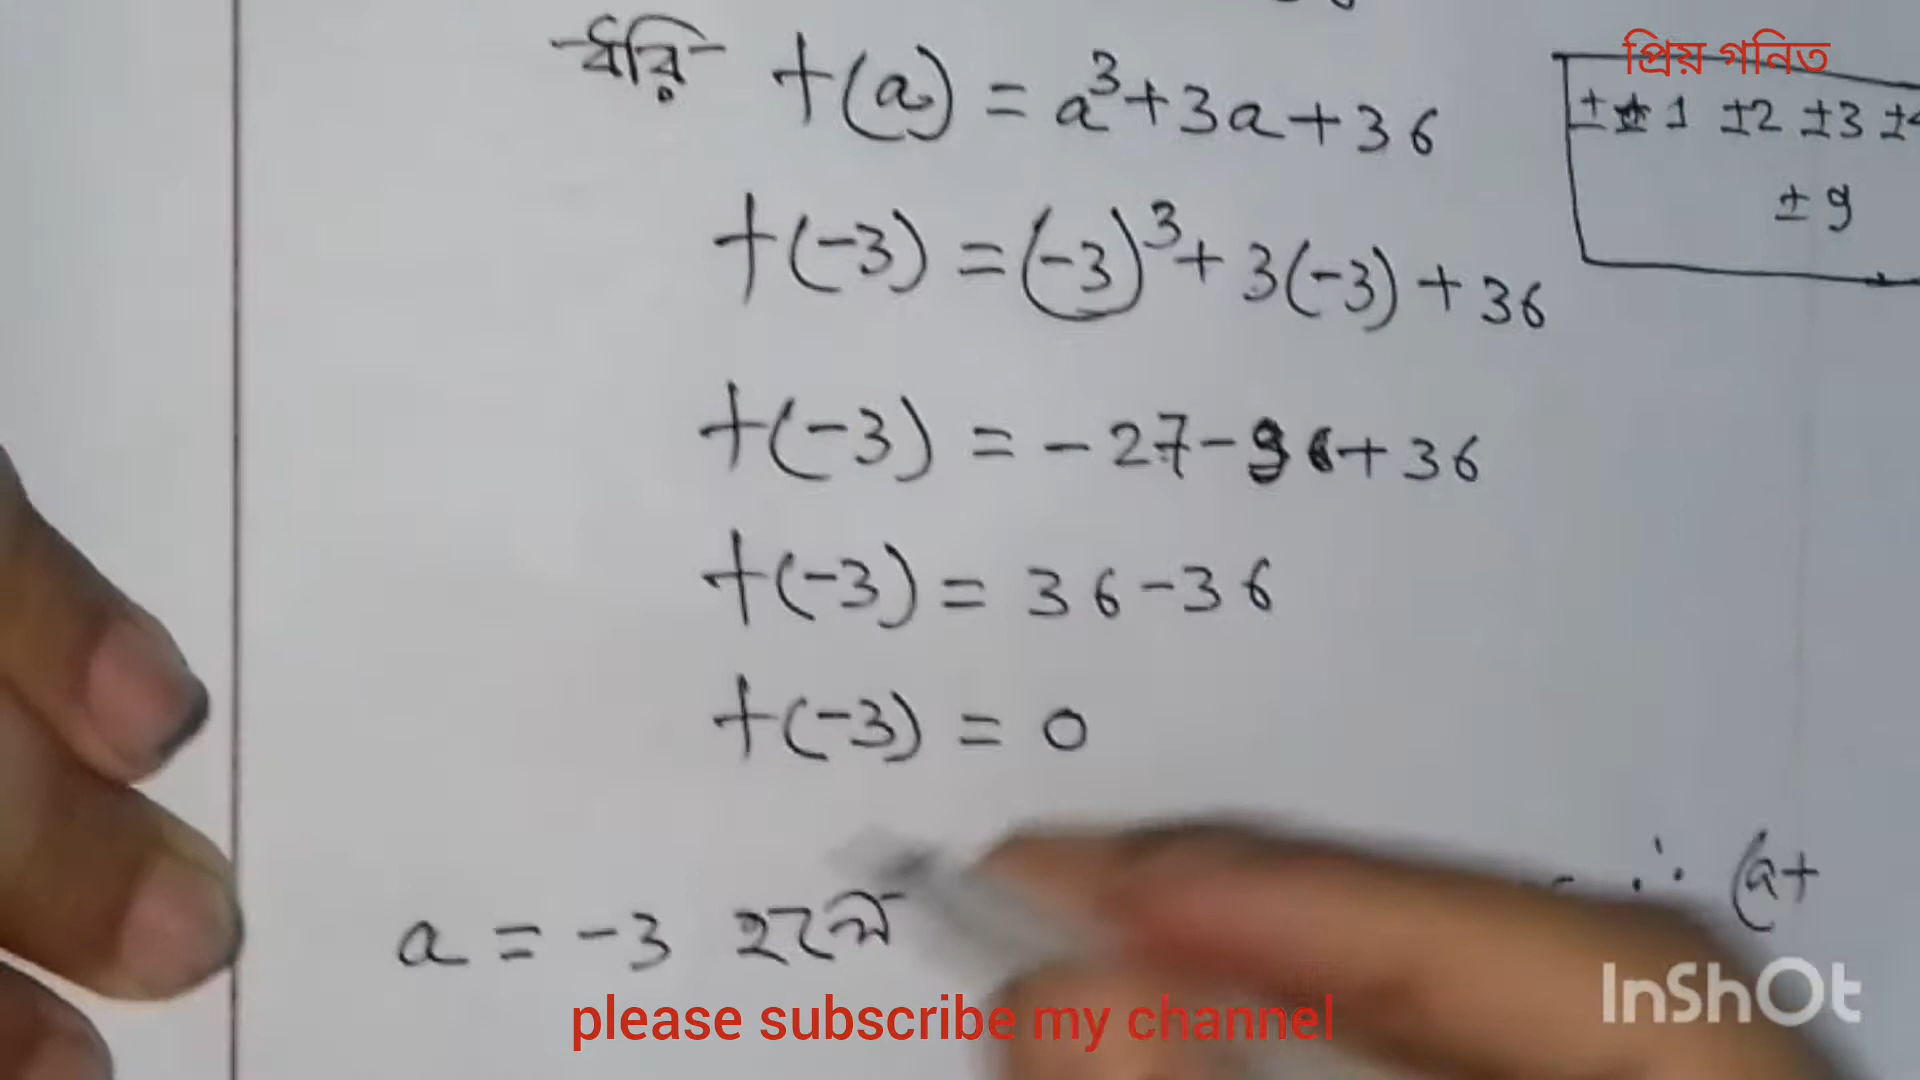 প্রিয় গনিত
ধরি, f(a) = a³+3a+36
± 1 ±2 ±3 ±4
± 9
f(-3) = (-3)³+ 3(-3) + 36
f(-3) = - 27 - 9 + 36
f(-3) = 36 - 36
f(-3) = 0
∴ (a+
a = -3 হলে
please subscribe my channel
InShOt